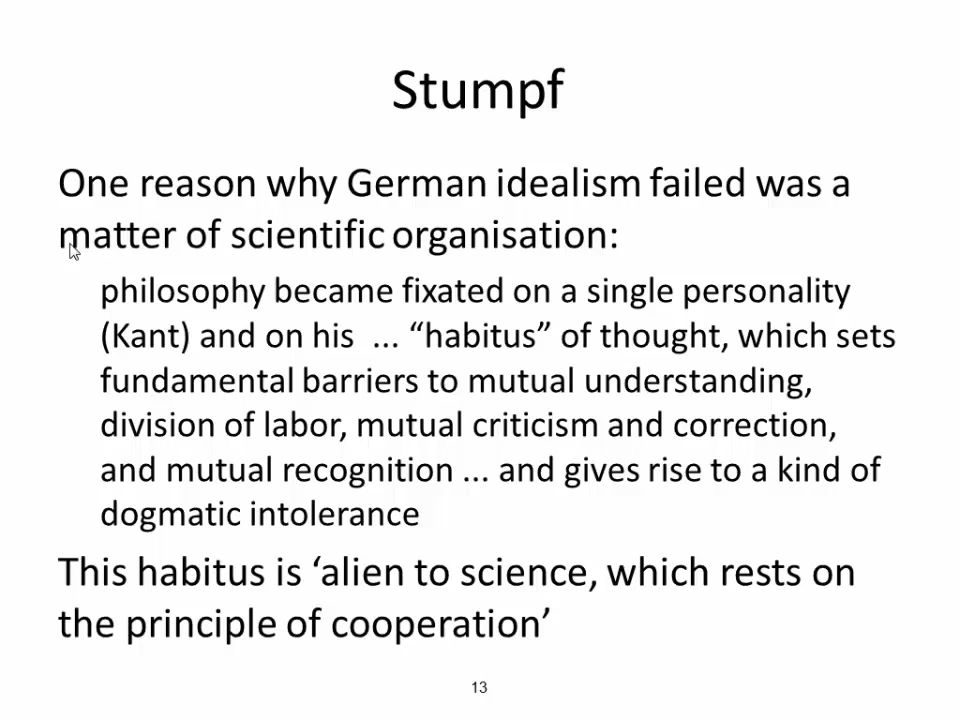 Stumpf
One reason why German idealism failed was a
matter of scientific organisation:
philosophy became fixated on a single personality
(Kant) and on his ... “habitus” of thought, which sets
fundamental barriers to mutual understanding,
division of labor, mutual criticism and correction,
and mutual recognition ... and gives rise to a kind of
dogmatic intolerance
This habitus is ‘alien to science, which rests on
the principle of cooperation’
13